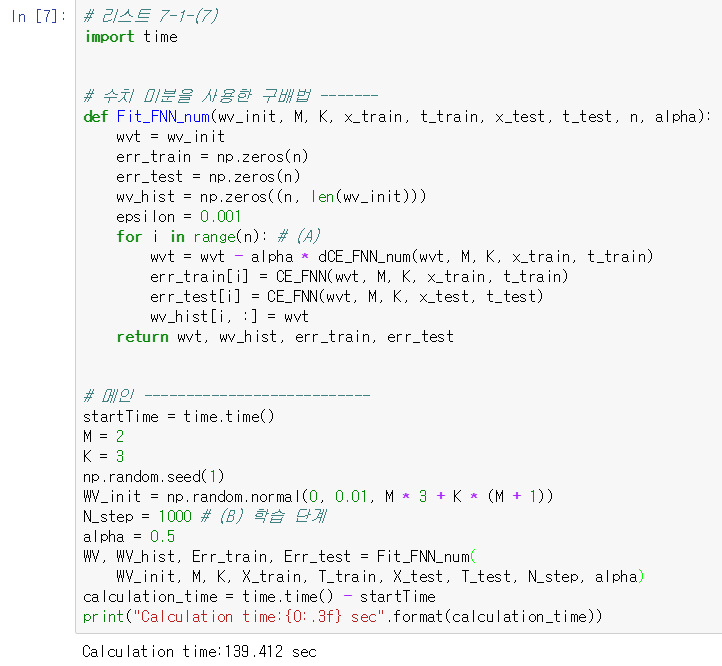 In [7]:
# 리스트 7-1-(7)
import time
# 수치 미분을 사용한 구배법 -------
def Fit_FNN_num(wv_init, M, K, x_train, t_train, x_test, t_test, n, alpha):
    wvt = wv_init
    err_train = np.zeros(n)
    err_test = np.zeros(n)
    wv_hist = np.zeros((n, len(wv_init)))
    epsilon = 0.001
    for i in range(n): # (A)
        wvt = wvt - alpha * dCE_FNN_num(wvt, M, K, x_train, t_train)
        err_train[i] = CE_FNN(wvt, M, K, x_train, t_train)
        err_test[i] = CE_FNN(wvt, M, K, x_test, t_test)
        wv_hist[i, :] = wvt
    return wvt, wv_hist, err_train, err_test
# 메인 ---------------------------
startTime = time.time()
M = 2
K = 3
np.random.seed(1)
WV_init = np.random.normal(0, 0.01, M * 3 + K * (M + 1))
N_step = 1000 # (B) 학습 단계
alpha = 0.5
WV, WV_hist, Err_train, Err_test = Fit_FNN_num(
    WV_init, M, K, X_train, T_train, X_test, T_test, N_step, alpha)
calculation_time = time.time() - startTime
print("Calculation time:{0:.3f} sec".format(calculation_time))
Calculation time:139.412 sec